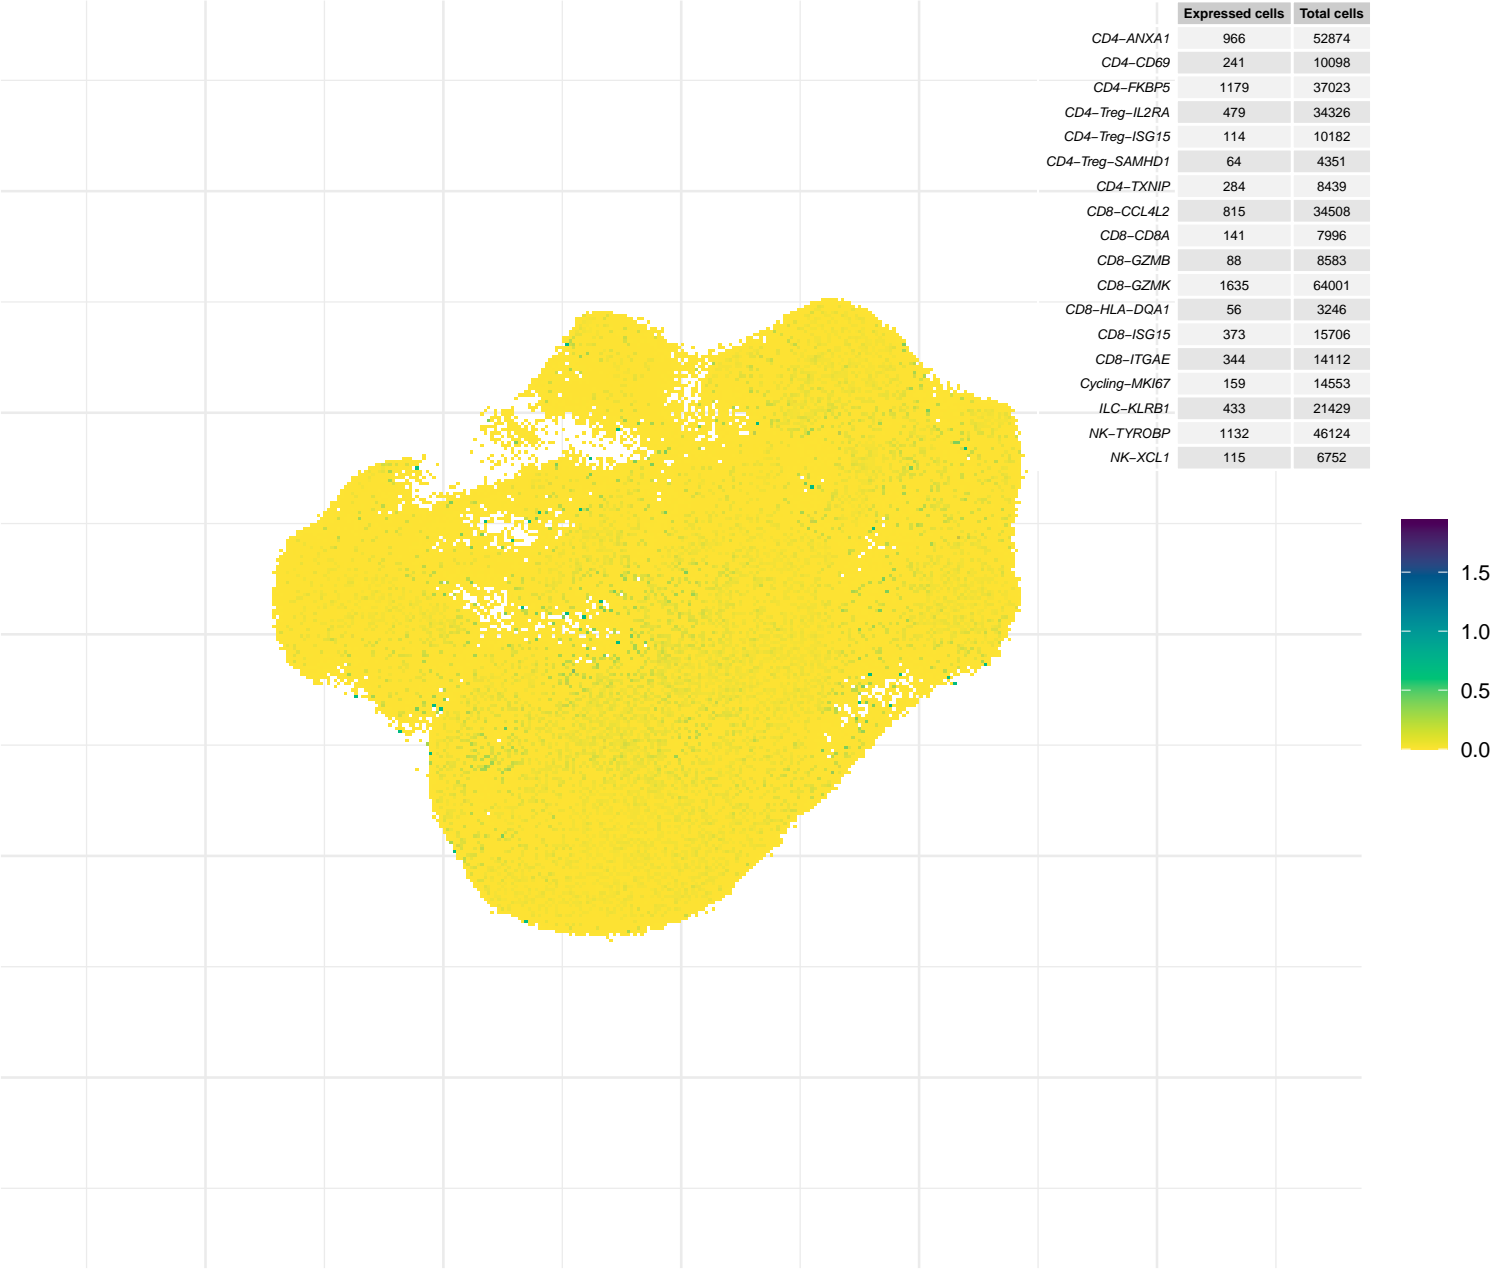 Expressed cells Total cells
CD4−ANXA1 966 52874
CD4−CD69 241 10098
CD4−FKBP5 1179 37023
CD4−Treg−IL2RA 479 34326
CD4−Treg−ISG15 114 10182
CD4−Treg−SAMHD1 64 4351
CD4−TXNIP 284 8439
CD8−CCL4L2 815 34508
CD8−CD8A 141 7996
CD8−GZMB 88 8583
CD8−GZMK 1635 64001
CD8−HLA−DQA1 56 3246
CD8−ISG15 373 15706
CD8−ITGAE 344 14112
Cycling−MKI67 159 14553
ILC−KLRB1 433 21429
NK−TYROBP 1132 46124
NK−XCL1 115 6752
1.5
1.0
0.5
0.0